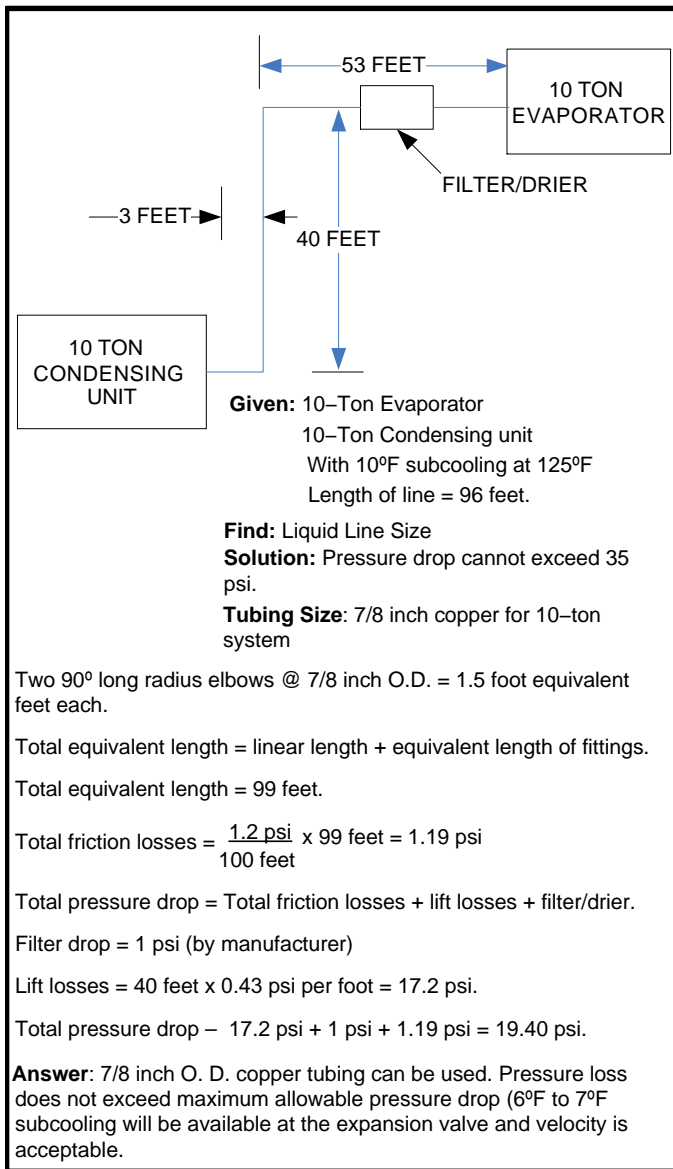 53 FEET
10 TON
EVAPORATOR
FILTER/DRIER
3 FEET
40 FEET
10 TON
CONDENSING
UNIT
Given: 10–Ton Evaporator
10–Ton Condensing unit
With 10ºF subcooling at 125ºF
Length of line = 96 feet.
Find: Liquid Line Size
Solution: Pressure drop cannot exceed 35
psi.
Tubing Size: 7/8 inch copper for 10–ton
system
Two 90º long radius elbows @ 7/8 inch O.D. = 1.5 foot equivalent
feet each.
Total equivalent length = linear length + equivalent length of fittings.
Total equivalent length = 99 feet.
Total friction losses = 1.2 psi x 99 feet = 1.19 psi
100 feet
Total pressure drop = Total friction losses + lift losses + filter/drier.
Filter drop = 1 psi (by manufacturer)
Lift losses = 40 feet x 0.43 psi per foot = 17.2 psi.
Total pressure drop – 17.2 psi + 1 psi + 1.19 psi = 19.40 psi.
Answer: 7/8 inch O. D. copper tubing can be used. Pressure loss
does not exceed maximum allowable pressure drop (6ºF to 7ºF
subcooling will be available at the expansion valve and velocity is
acceptable.